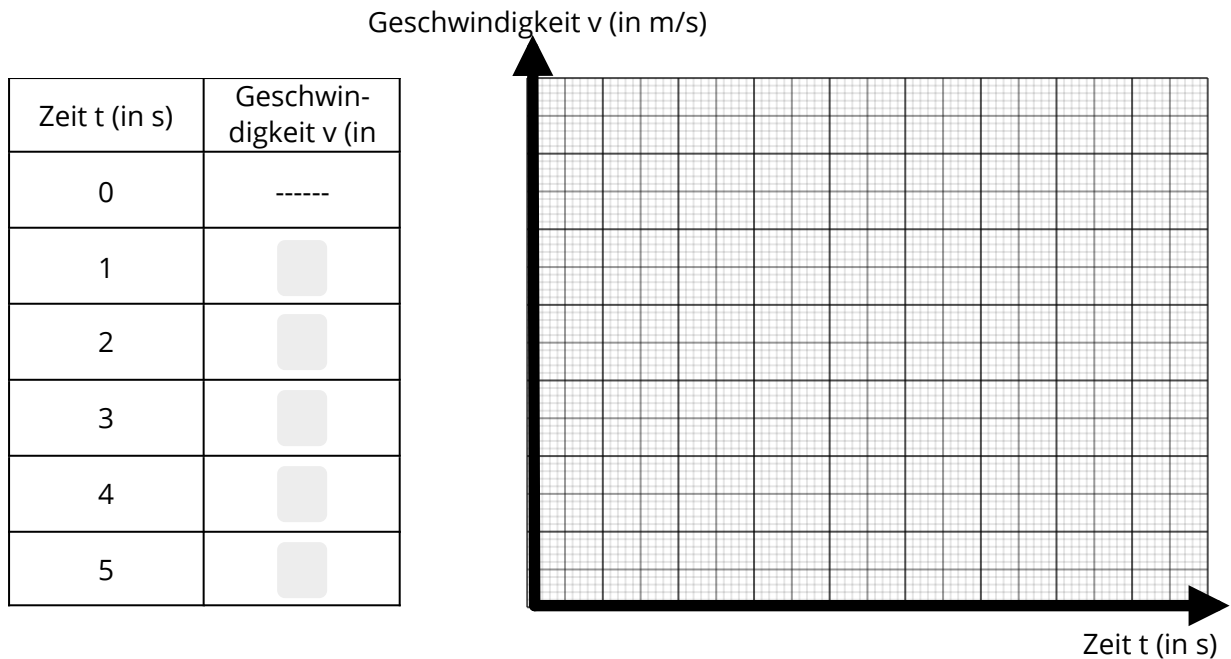 Geschwindigkeit v (in m/s)
Zeit t (in s)
Geschwin-
digkeit v (in
0
------
1
2
3
4
5
Zeit t (in s)